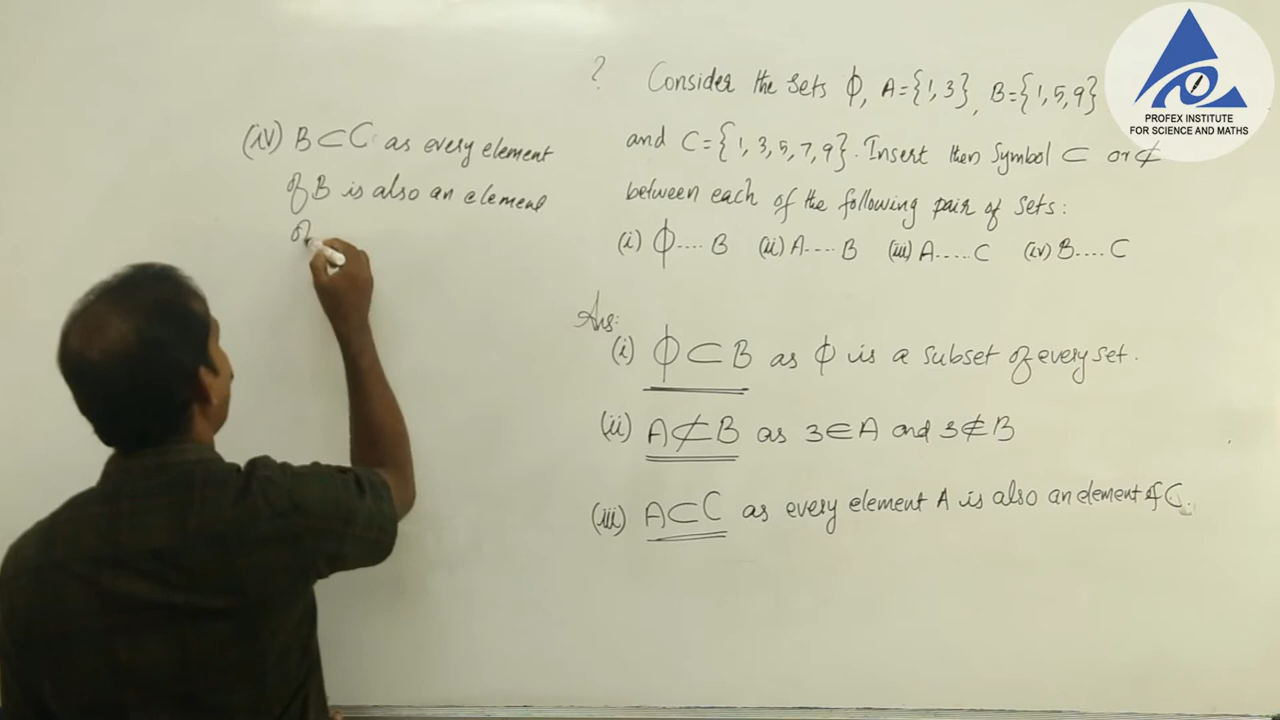 ? Consider the sets ϕ, A={1,3}, B={1,5,9}
and C={1,3,5,7,9}. Insert then symbol ⊂ or ⊄
between each of the following pair of sets:
(i) ϕ....B (ii) A....B (iii) A.....C (iv) B....C
Ans:
(i) ϕ⊂B as ϕ is a subset of every set.
(ii) A⊄B as 3∈A and 3∉B
(iii) A⊂C as every element A is also an element of C.
(iv) B⊂C as every element
of B is also an element
of
PROFEX INSTITUTE
FOR SCIENCE AND MATHS